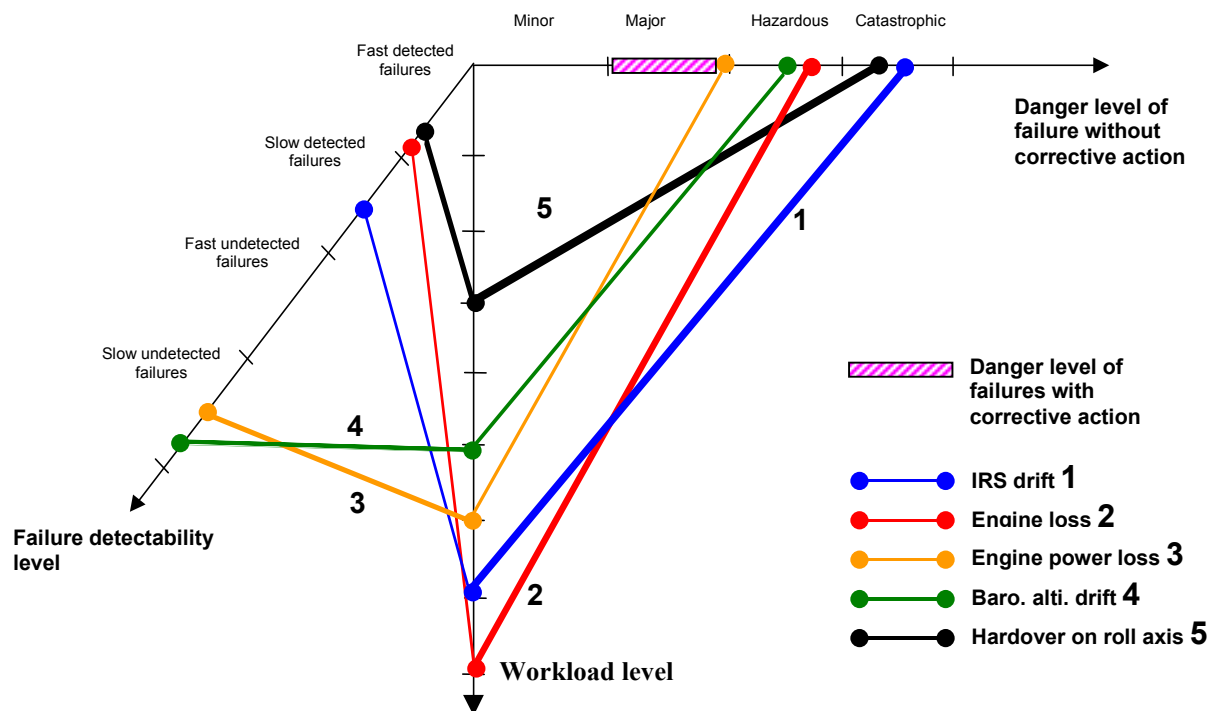 Minor
Major
Hazardous
Catastrophic
Fast detected
failures
Slow detected
failures
Fast undetected
failures
Slow undetected
failures
Danger level of
failure without
corrective action
5
1
4
3
2
Failure detectability
level
Workload level
Danger level of
failures with
corrective action
IRS drift 1
Engine loss 2
Engine power loss 3
Baro. alti. drift 4
Hardover on roll axis 5